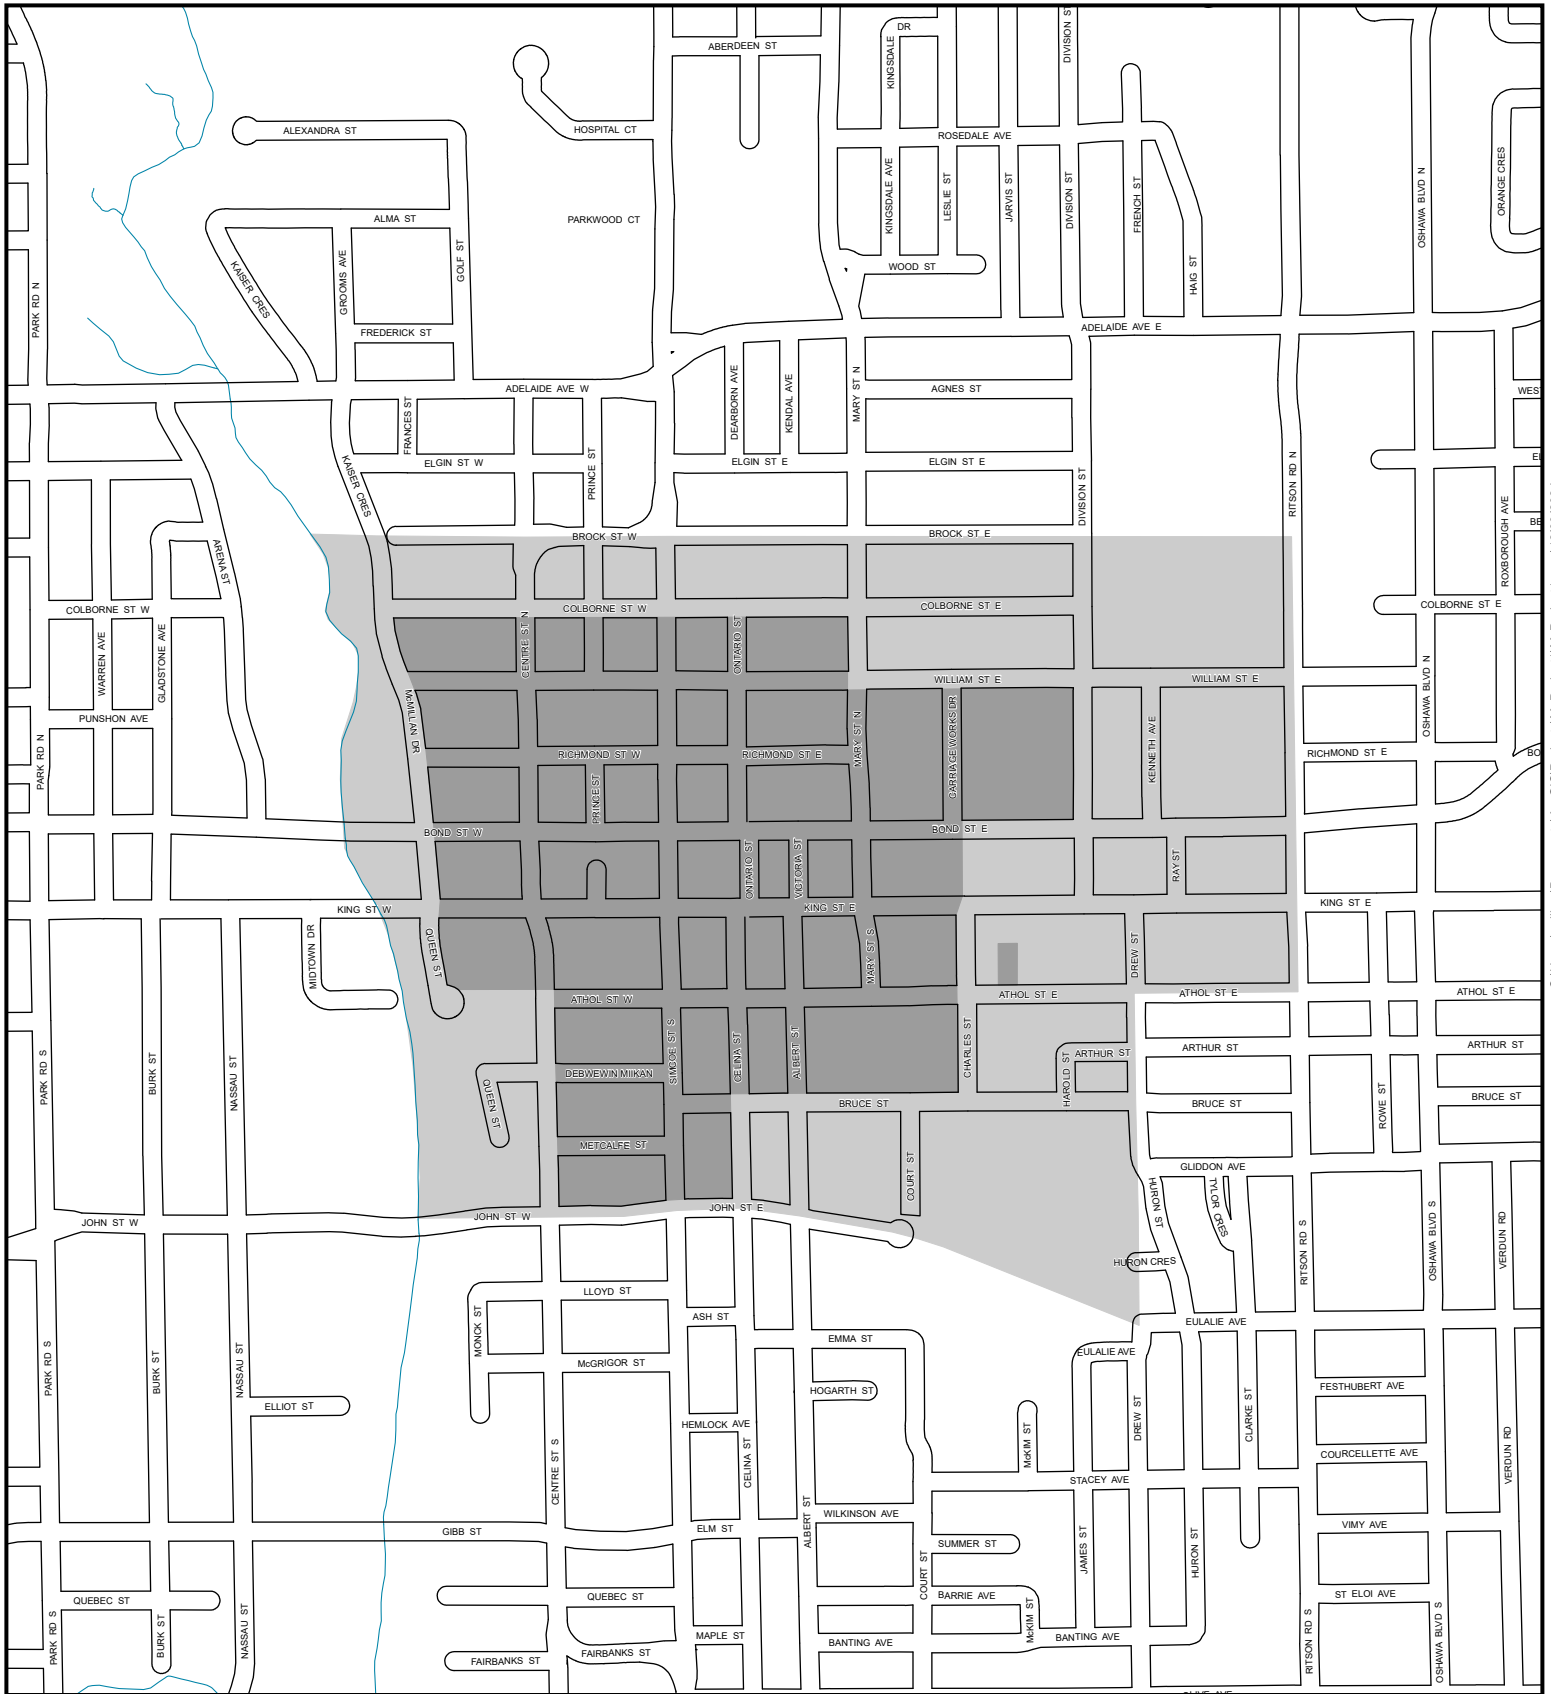 DR
ABERDEEN ST
KINGSDALE
DIVISION ST
ALEXANDRA ST
HOSPITAL CT
ROSEDALE AVE
KINGSDALE AVE
LESLIE ST
JARVIS ST
DIVISION ST
FRENCH ST
OSHAWA BLVD N
ORANGE CRES
ALMA ST
PARKWOOD CT
GOLF ST
GROOMS AVE
KAISER CRES
WOOD ST
HAIG ST
PARK RD N
FREDERICK ST
ADELAIDE AVE E
ADELAIDE AVE W
AGNES ST
WES
DEARBORN AVE
KENDAL AVE
MARY ST N
FRANCES ST
ELGIN ST W
ELGIN ST E
ELGIN ST E
PRINCE ST
KAISER CRES
DIVISION ST
RITSON RD N
ROXBOROUGH AVE
BROCK ST W
BROCK ST E
ARENA ST
COLBORNE ST W
COLBORNE ST W
COLBORNE ST E
COLBORNE ST E
WARREN AVE
GLADSTONE AVE
CENTRE ST N
ONTARIO ST
WILLIAM ST E
WILLIAM ST E
OSHAWA BLVD N
PUNSHON AVE
McMILLAN DR
MARY ST N
CARRIAGE WORKS DR
KENNETH AVE
RICHMOND ST W
RICHMOND ST E
RICHMOND ST E
BO
PARK RD N
PRINCE ST
BOND ST W
BOND ST E
ONTARIO ST
VICTORIA ST
RAY ST
KING ST W
KING ST E
KING ST E
MIDTOWN DR
QUEEN ST
MARY ST S
DREW ST
ATHOL ST W
ATHOL ST E
ATHOL ST E
ATHOL ST E
PARK RD S
BURK ST
NASSAU ST
SIMCOE ST S
CELINA ST
ALBERT ST
CHARLES ST
HAROLD ST
ARTHUR ST
ARTHUR ST
ARTHUR ST
DEBWEWIN MIIKAN
QUEEN ST
BRUCE ST
BRUCE ST
BRUCE ST
ROWE ST
METCALFE ST
COURT ST
GLIDDON AVE
HURON ST
TYLOR CRES
JOHN ST W
JOHN ST W
JOHN ST E
RITSON RD S
OSHAWA BLVD S
VERDUN RD
HURON CRES
LLOYD ST
ASH ST
MONCK ST
EMMA ST
EULALIE AVE
EULALIE AVE
PARK RD S
BURK ST
NASSAU ST
McGRIGOR ST
HOGARTH ST
FESTHUBERT AVE
ELLIOT ST
HEMLOCK AVE
McKIM ST
DREW ST
CLARKE ST
CENTRE ST S
CELINA ST
STACEY AVE
COURCELLETTE AVE
VERDUN RD
ALBERT ST
WILKINSON AVE
GIBB ST
ELM ST
VIMY AVE
SUMMER ST
JAMES ST
HURON ST
COURT ST
QUEBEC ST
QUEBEC ST
BARRIE AVE
ST ELOI AVE
PARK RD S
BURK ST
NASSAU ST
MAPLE ST
BANTING AVE
McKIM ST
BANTING AVE
RITSON RD S
OSHAWA BLVD S
FAIRBANKS ST
FAIRBANKS ST